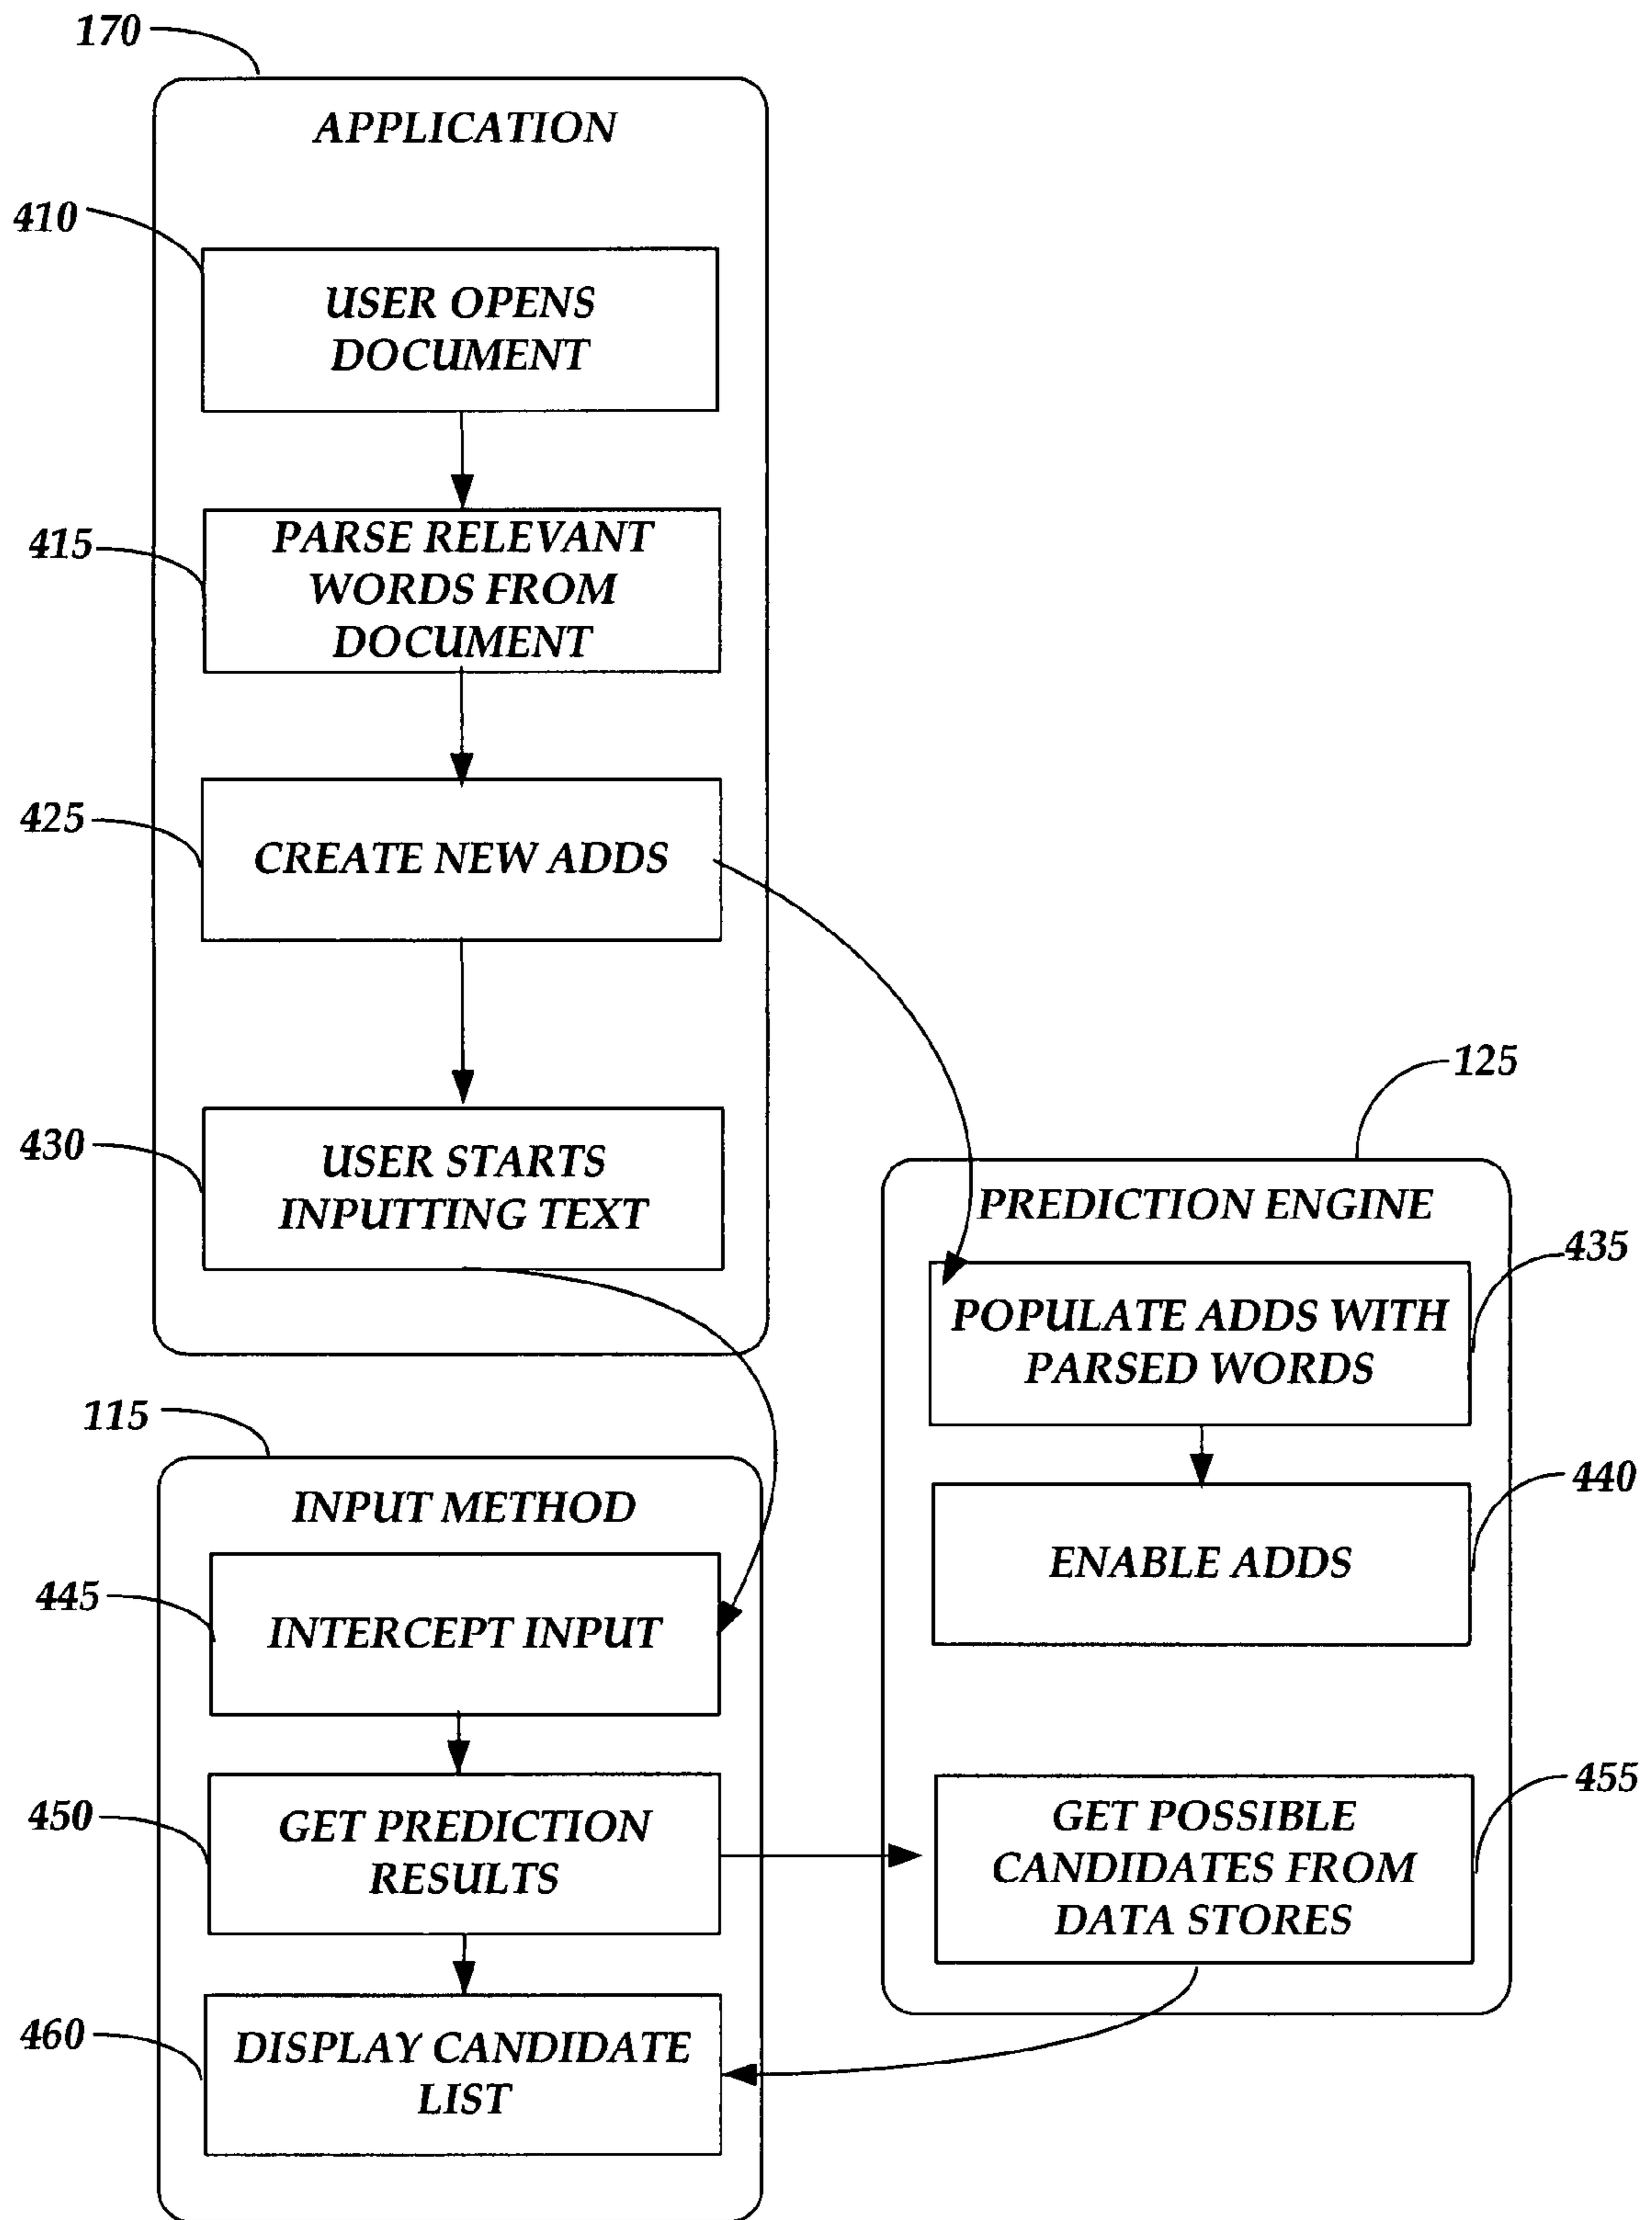 170
APPLICATION
410
USER OPENS
DOCUMENT
415
PARSE RELEVANT
WORDS FROM
DOCUMENT
425
CREATE NEW ADDS
430
USER STARTS
INPUTTING TEXT
125
PREDICTION ENGINE
435
POPULATE ADDS WITH
PARSED WORDS
440
ENABLE ADDS
115
INPUT METHOD
445
INTERCEPT INPUT
450
GET PREDICTION
RESULTS
455
GET POSSIBLE
CANDIDATES FROM
DATA STORES
460
DISPLAY CANDIDATE
LIST